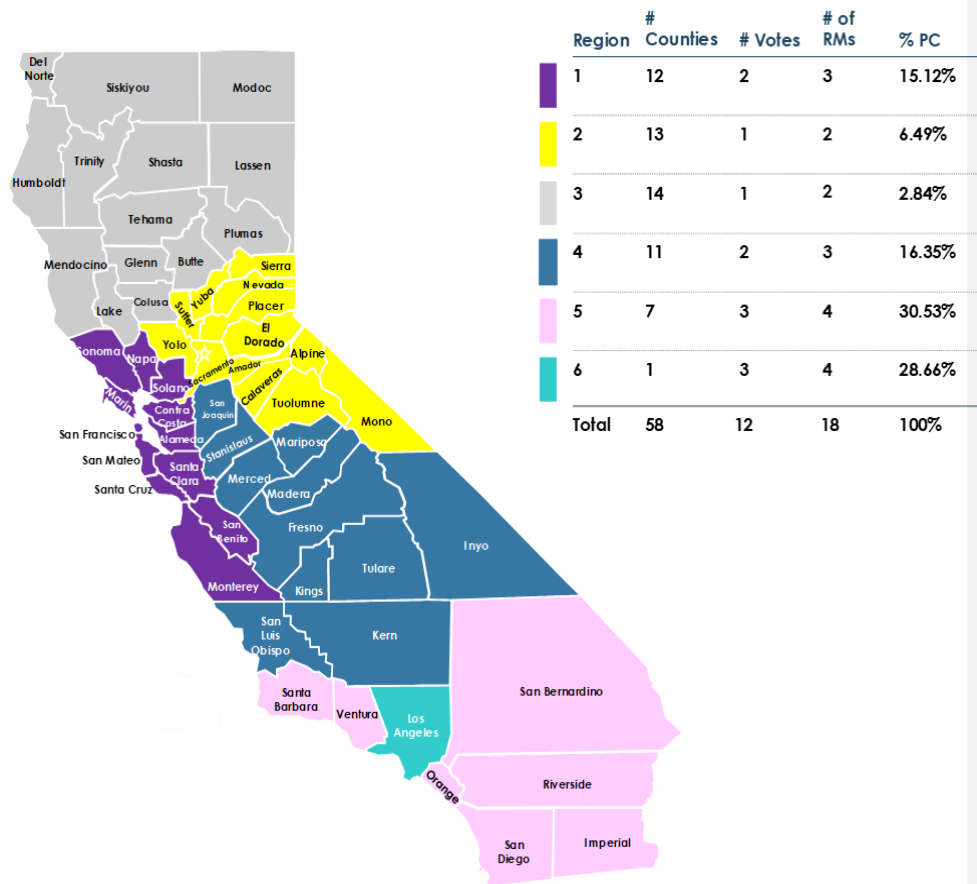 #
# of
Region Counties # Votes RMs % PC
1 12 2 3 15.12%
2 13 1 2 6.49%
3 14 1 2 2.84%
4 11 2 3 16.35%
5 7 3 4 30.53%
6 1 3 4 28.66%
Total 58 12 18 100%
Del
Norte
Siskiyou
Modoc
Humboldt
Trinity
Shasta
Lassen
Tehama
Plumas
Mendocino
Glenn
Butte
Sierra
Nevada
Colusa
Lake
Sutter
Yuba
Placer
El
Dorado
Yolo
Sonoma
Napa
Solano
Sacramento
Amador
Alpine
Calaveras
Marin
Contra
Costa
San
Joaquin
Tuolumne
Mono
San Francisco
Alameda
Stanislaus
Mariposa
San Mateo
Santa
Clara
Merced
Madera
Santa Cruz
San
Benito
Fresno
Inyo
Monterey
Kings
Tulare
San
Luis
Obispo
Kern
Santa
Barbara
Ventura
Los
Angeles
San Bernardino
Orange
Riverside
San
Diego
Imperial